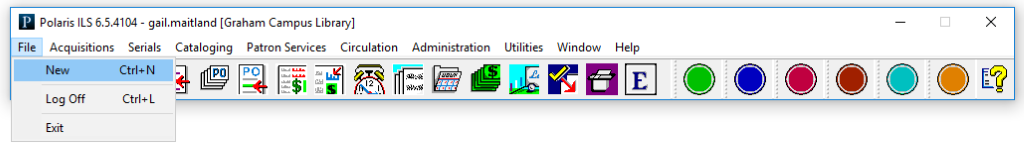 Polaris ILS 6.5.4104 - gail.maitland [Graham Campus Library]
File Acquisitions Serials Cataloging Patron Services Circulation Administration Utilities Window Help
New Ctrl+N
Log Off Ctrl+L
Exit
PO
PO
E